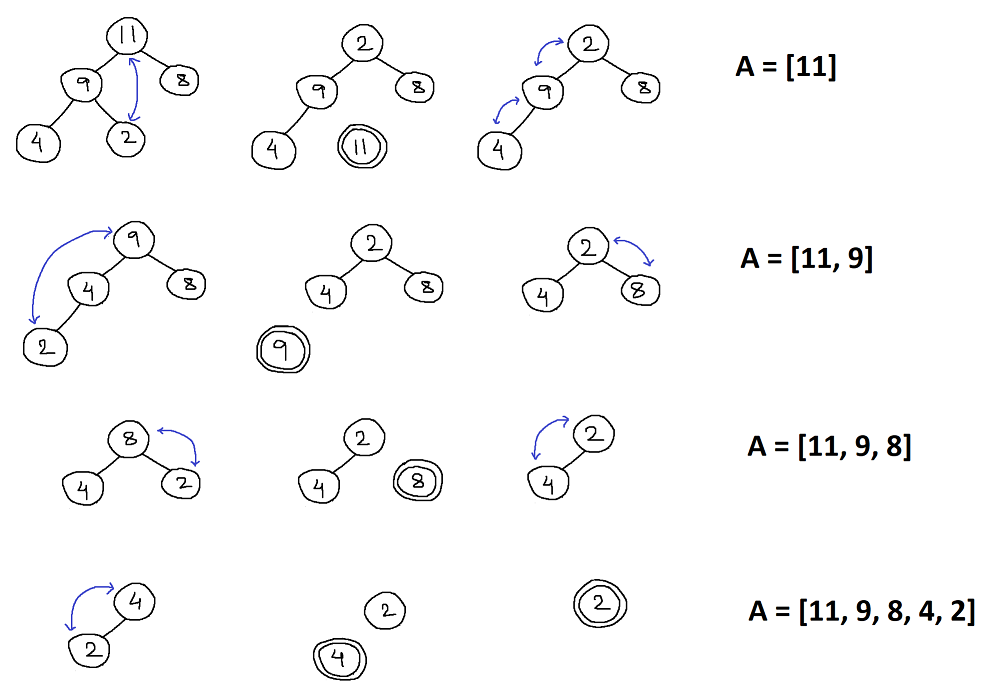 11 2 2
9 8 9 8 9 8 A = [11]
4 2 4 11 4
9 2 2
4 8 4 8 4 8 A = [11, 9]
2 9
8 2 2 A = [11, 9, 8]
4 2 4 8 4
4 2 2 A = [11, 9, 8, 4, 2]
2 4